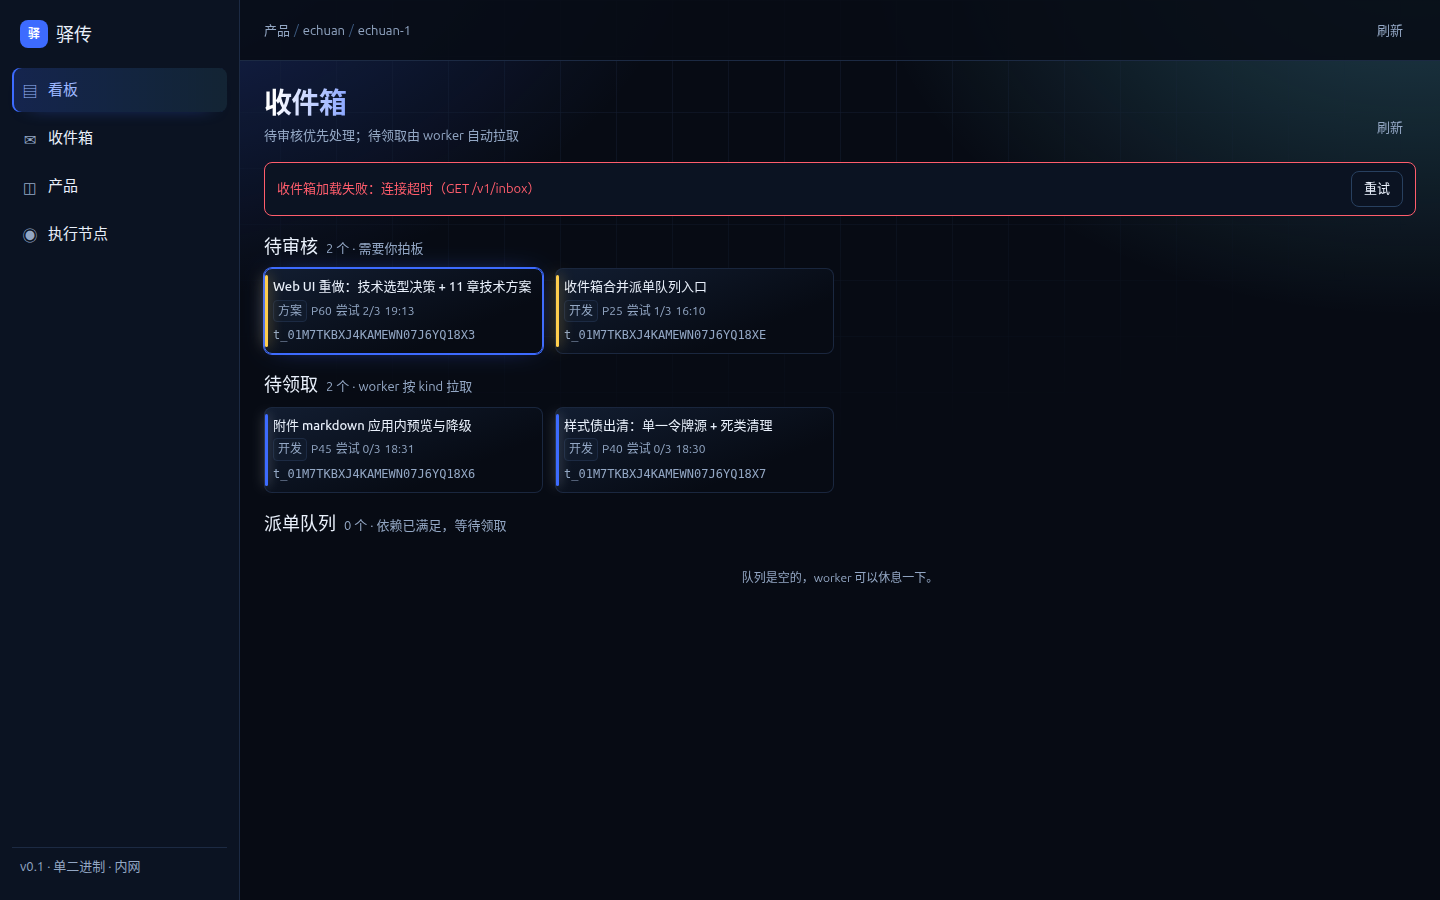 驿 驿传
看板
收件箱
产品
执行节点
v0.1 · 单二进制 · 内网
产品 / echuan / echuan-1
刷新
收件箱
待审核优先处理；待领取由 worker 自动拉取
刷新
收件箱加载失败：连接超时（GET /v1/inbox）
重试
待审核 2 个 · 需要你拍板
Web UI 重做：技术选型决策 + 11 章技术方案
方案 P60 尝试 2/3 19:13
t_01M7TKBXJ4KAMEWN07J6YQ18X3
收件箱合并派单队列入口
开发 P25 尝试 1/3 16:10
t_01M7TKBXJ4KAMEWN07J6YQ18XE
待领取 2 个 · worker 按 kind 拉取
附件 markdown 应用内预览与降级
开发 P45 尝试 0/3 18:31
t_01M7TKBXJ4KAMEWN07J6YQ18X6
样式债出清：单一令牌源 + 死类清理
开发 P40 尝试 0/3 18:30
t_01M7TKBXJ4KAMEWN07J6YQ18X7
派单队列 0 个 · 依赖已满足，等待领取
队列是空的，worker 可以休息一下。